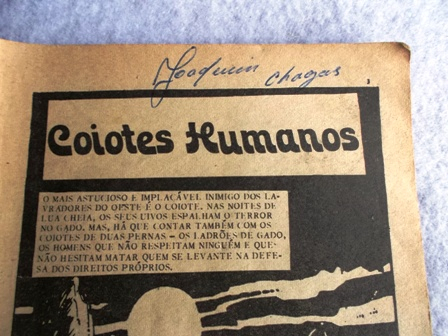 Joaquim Chagas
3
Coiotes Humanos
O MAIS ASTUCIOSO E IMPLACÁVEL INIMIGO DOS LA-
VRADORES DO OESTE É O COIOTE. NAS NOITES DE
LUA CHEIA, OS SEUS UIVOS ESPALHAM O TERROR
NO GADO. MAS, HÁ QUE CONTAR TAMBÉM COM OS
COIOTES DE DUAS PERNAS – OS LADRÕES DE GADO,
OS HOMENS QUE NÃO RESPEITAM NINGUÉM E QUE
NÃO HESITAM MATAR QUEM SE LEVANTE NA DEFE-
SA DOS DIREITOS PRÓPRIOS.